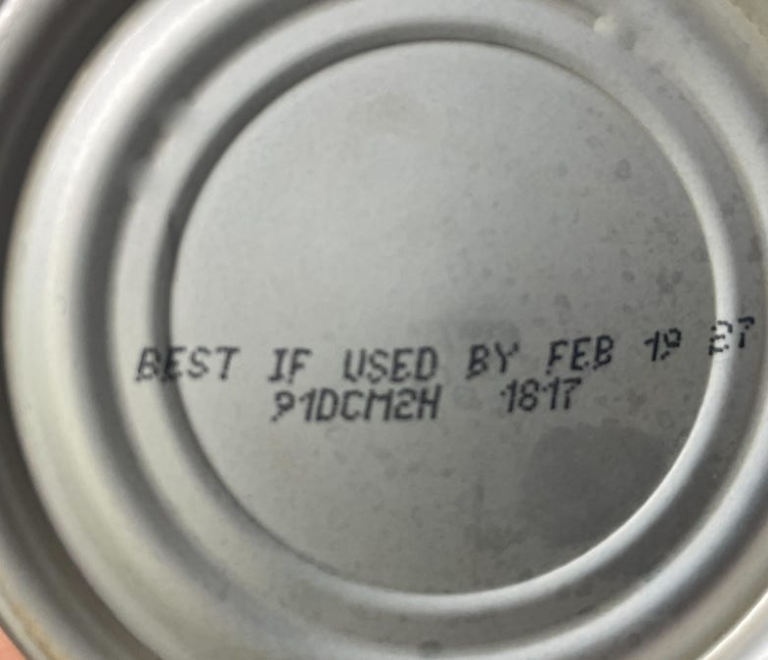 BEST IF USED BY FEB 19 27
91DCM2H 1817